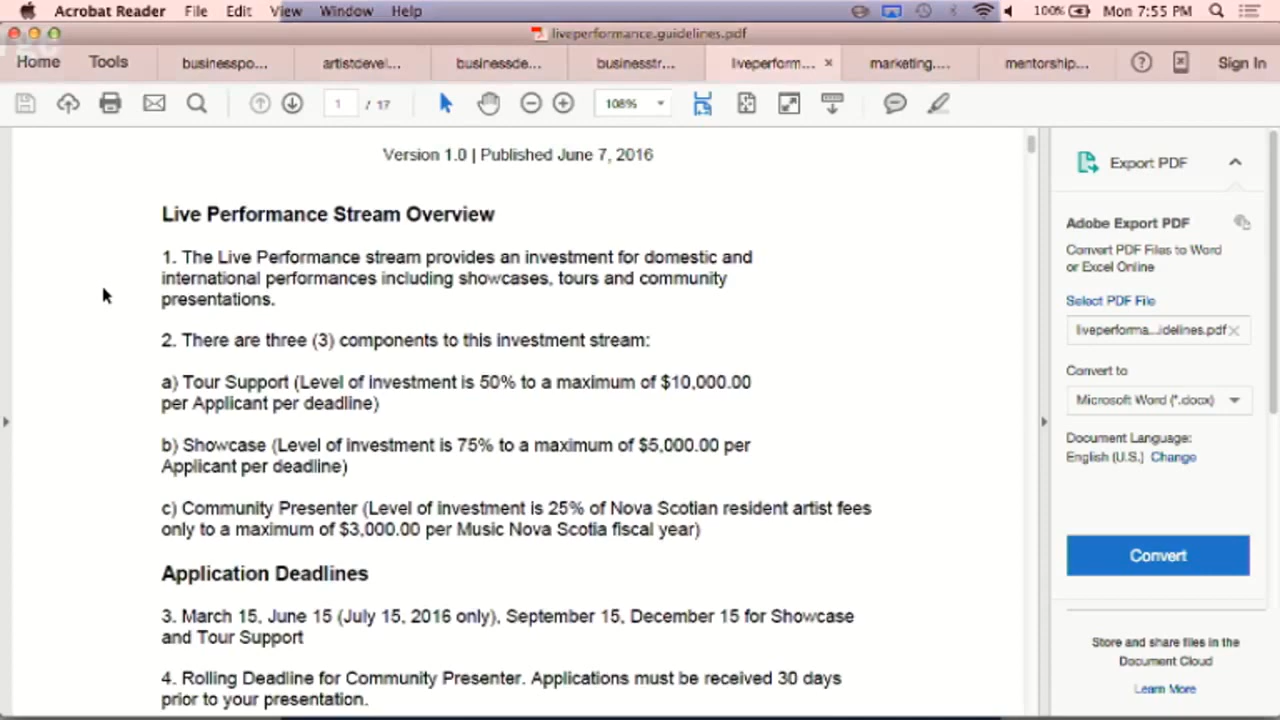 Acrobat Reader File Edit View Window Help 100% Mon 7:55 PM
liveperformance.guidelines.pdf
Home Tools businesspo... artistdevel... businessde... businesstr... liveperform... × marketing.... mentorship... Sign In
1 / 17 108%
Version 1.0 | Published June 7, 2016
Live Performance Stream Overview
1. The Live Performance stream provides an investment for domestic and
international performances including showcases, tours and community
presentations.
2. There are three (3) components to this investment stream:
a) Tour Support (Level of investment is 50% to a maximum of $10,000.00
per Applicant per deadline)
b) Showcase (Level of investment is 75% to a maximum of $5,000.00 per
Applicant per deadline)
c) Community Presenter (Level of investment is 25% of Nova Scotian resident artist fees
only to a maximum of $3,000.00 per Music Nova Scotia fiscal year)
Application Deadlines
3. March 15, June 15 (July 15, 2016 only), September 15, December 15 for Showcase
and Tour Support
4. Rolling Deadline for Community Presenter. Applications must be received 30 days
prior to your presentation.
Export PDF
Adobe Export PDF
Convert PDF Files to Word
or Excel Online
Select PDF File
liveperforma...idelines.pdf ×
Convert to
Microsoft Word (*.docx)
Document Language:
English (U.S.) Change
Convert
Store and share files in the
Document Cloud
Learn More